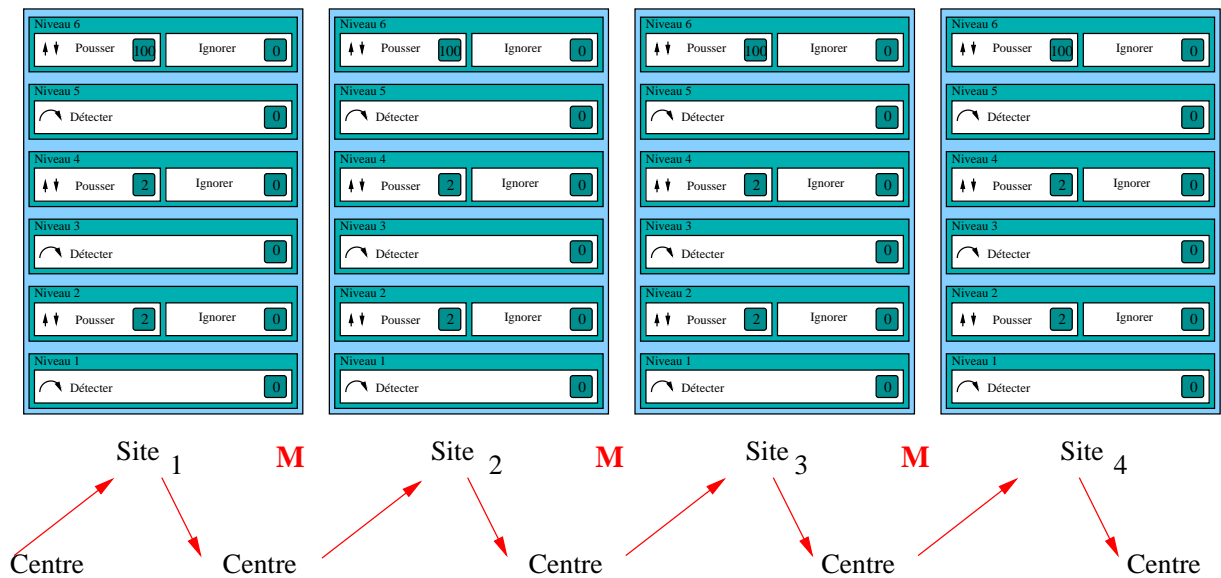 Niveau 6 Niveau 6 Niveau 6 Niveau 6
Pousser 100 Ignorer 0 Pousser 100 Ignorer 0 Pousser 100 Ignorer 0 Pousser 100 Ignorer 0
Niveau 5 Niveau 5 Niveau 5 Niveau 5
Détecter 0 Détecter 0 Détecter 0 Détecter 0
Niveau 4 Niveau 4 Niveau 4 Niveau 4
Pousser 2 Ignorer 0 Pousser 2 Ignorer 0 Pousser 2 Ignorer 0 Pousser 2 Ignorer 0
Niveau 3 Niveau 3 Niveau 3 Niveau 3
Détecter 0 Détecter 0 Détecter 0 Détecter 0
Niveau 2 Niveau 2 Niveau 2 Niveau 2
Pousser 2 Ignorer 0 Pousser 2 Ignorer 0 Pousser 2 Ignorer 0 Pousser 2 Ignorer 0
Niveau 1 Niveau 1 Niveau 1 Niveau 1
Détecter 0 Détecter 0 Détecter 0 Détecter 0
Site 1 M Site 2 M Site 3 M Site 4
Centre Centre Centre Centre Centre